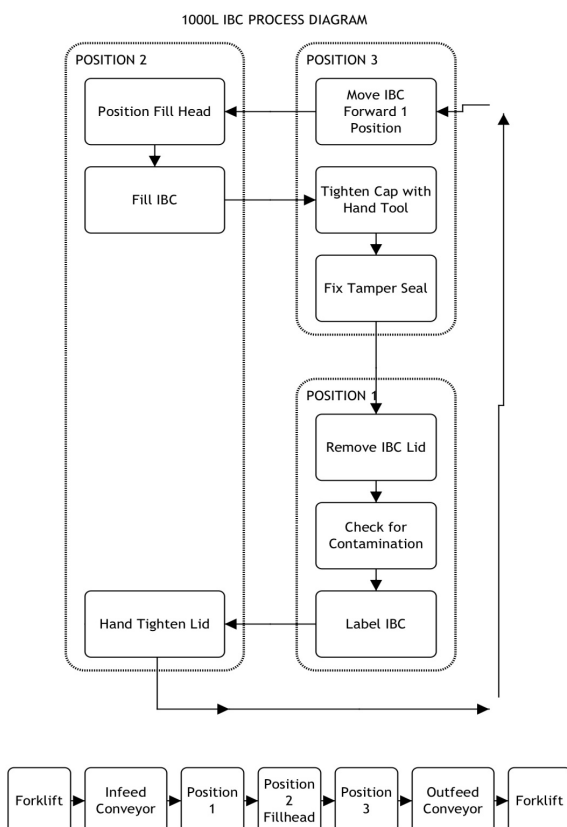 1000L IBC PROCESS DIAGRAM
POSITION 2
Position Fill Head
Fill IBC
Hand Tighten Lid
POSITION 3
Move IBC
Forward 1
Position
Tighten Cap with
Hand Tool
Fix Tamper Seal
POSITION 1
Remove IBC Lid
Check for
Contamination
Label IBC
Forklift
Infeed
Conveyor
Position
1
Position
2
Fillhead
Position
3
Outfeed
Conveyor
Forklift